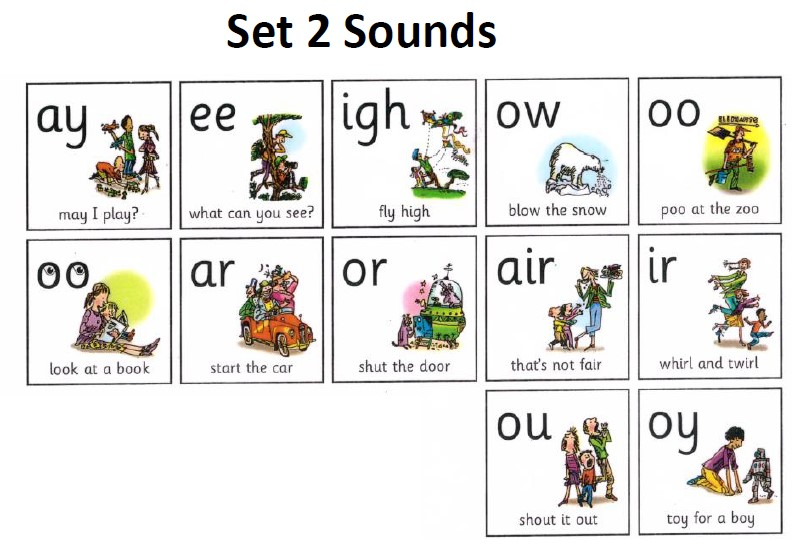 Set 2 Sounds
ay
may I play?
ee
what can you see?
igh
fly high
ow
blow the snow
oo
poo at the zoo
oo
look at a book
ar
start the car
or
shut the door
air
that's not fair
ir
whirl and twirl
ou
shout it out
oy
toy for a boy